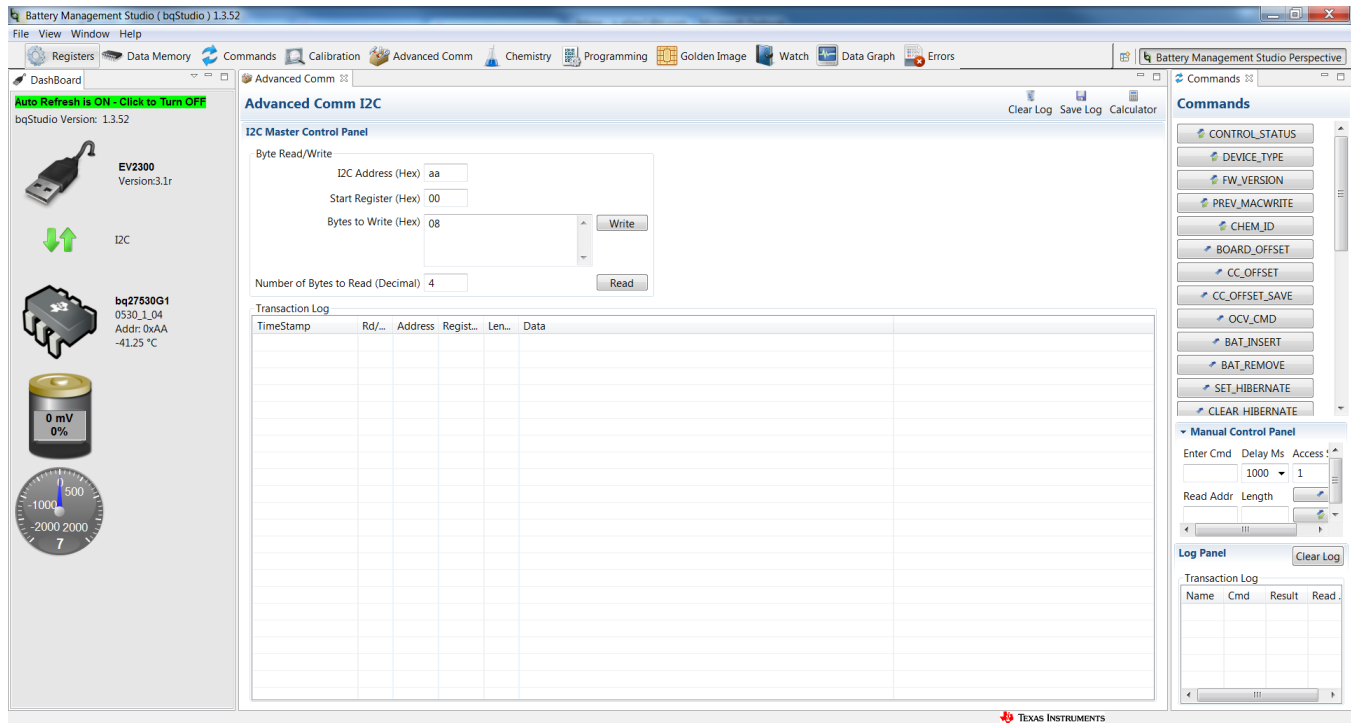 Battery Management Studio ( bqStudio ) 1.3.52
File View Window Help
Registers Data Memory Commands Calibration Advanced Comm Chemistry Programming Golden Image Watch Data Graph Errors Battery Management Studio Perspective
DashBoard
Auto Refresh is ON - Click to Turn OFF
bqStudio Version: 1.3.52
EV2300
Version:3.1r
I2C
bq27530G1
0530_1_04
Addr: 0xAA
-41.25 °C
0 mV
0%
0
500
-1000
-2000 2000
7
Advanced Comm
Advanced Comm I2C
Clear Log Save Log Calculator
I2C Master Control Panel
Byte Read/Write
I2C Address (Hex) aa
Start Register (Hex) 00
Bytes to Write (Hex) 08 Write
Number of Bytes to Read (Decimal) 4 Read
Transaction Log
TimeStamp Rd/... Address Regist... Len... Data
Commands
Commands
CONTROL_STATUS
DEVICE_TYPE
FW_VERSION
PREV_MACWRITE
CHEM_ID
BOARD_OFFSET
CC_OFFSET
CC_OFFSET_SAVE
OCV_CMD
BAT_INSERT
BAT_REMOVE
SET_HIBERNATE
CLEAR HIBERNATE
Manual Control Panel
Enter Cmd Delay Ms Access
1000 1
Read Addr Length
Log Panel Clear Log
Transaction Log
Name Cmd Result Read
TEXAS INSTRUMENTS